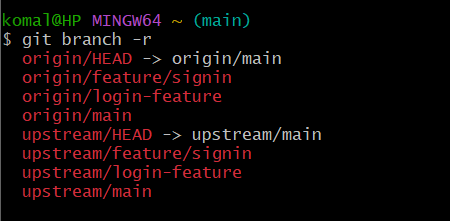 komal@HP MINGW64 ~ (main)
$ git branch -r
  origin/HEAD -> origin/main
  origin/feature/signin
  origin/login-feature
  origin/main
  upstream/HEAD -> upstream/main
  upstream/feature/signin
  upstream/login-feature
  upstream/main